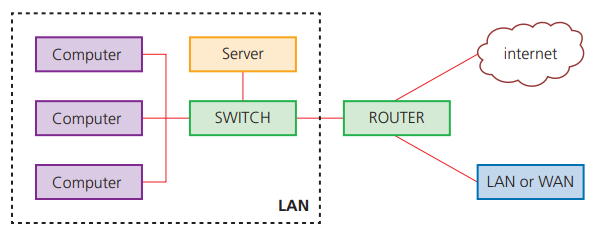 Computer
Server
internet
Computer
SWITCH
ROUTER
Computer
LAN or WAN
LAN